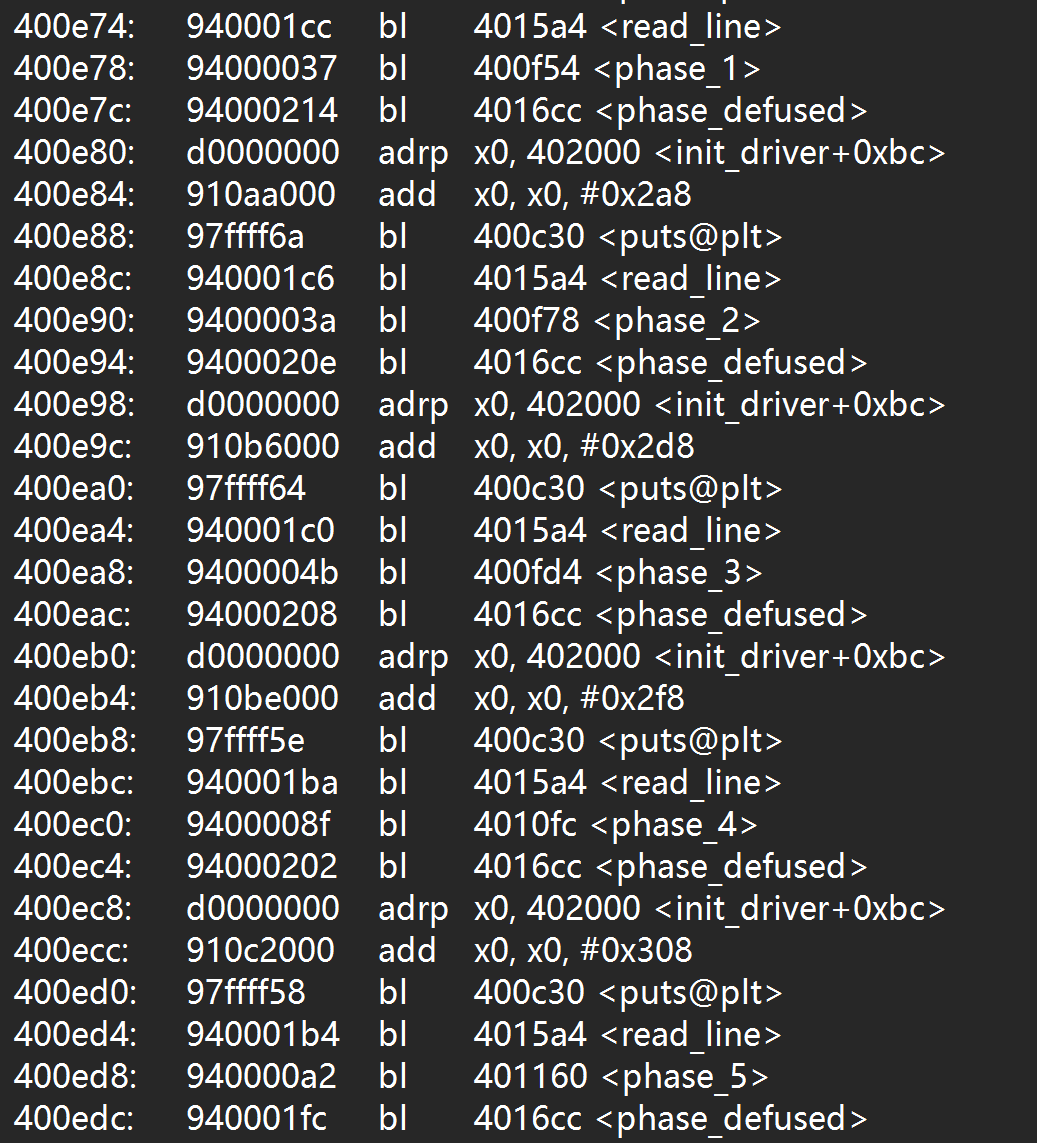 400e74: 940001cc bl 4015a4 <read_line>
400e78: 94000037 bl 400f54 <phase_1>
400e7c: 94000214 bl 4016cc <phase_defused>
400e80: d0000000 adrp x0, 402000 <init_driver+0xbc>
400e84: 910aa000 add x0, x0, #0x2a8
400e88: 97ffff6a bl 400c30 <puts@plt>
400e8c: 940001c6 bl 4015a4 <read_line>
400e90: 9400003a bl 400f78 <phase_2>
400e94: 9400020e bl 4016cc <phase_defused>
400e98: d0000000 adrp x0, 402000 <init_driver+0xbc>
400e9c: 910b6000 add x0, x0, #0x2d8
400ea0: 97ffff64 bl 400c30 <puts@plt>
400ea4: 940001c0 bl 4015a4 <read_line>
400ea8: 9400004b bl 400fd4 <phase_3>
400eac: 94000208 bl 4016cc <phase_defused>
400eb0: d0000000 adrp x0, 402000 <init_driver+0xbc>
400eb4: 910be000 add x0, x0, #0x2f8
400eb8: 97ffff5e bl 400c30 <puts@plt>
400ebc: 940001ba bl 4015a4 <read_line>
400ec0: 9400008f bl 4010fc <phase_4>
400ec4: 94000202 bl 4016cc <phase_defused>
400ec8: d0000000 adrp x0, 402000 <init_driver+0xbc>
400ecc: 910c2000 add x0, x0, #0x308
400ed0: 97ffff58 bl 400c30 <puts@plt>
400ed4: 940001b4 bl 4015a4 <read_line>
400ed8: 940000a2 bl 401160 <phase_5>
400edc: 940001fc bl 4016cc <phase_defused>